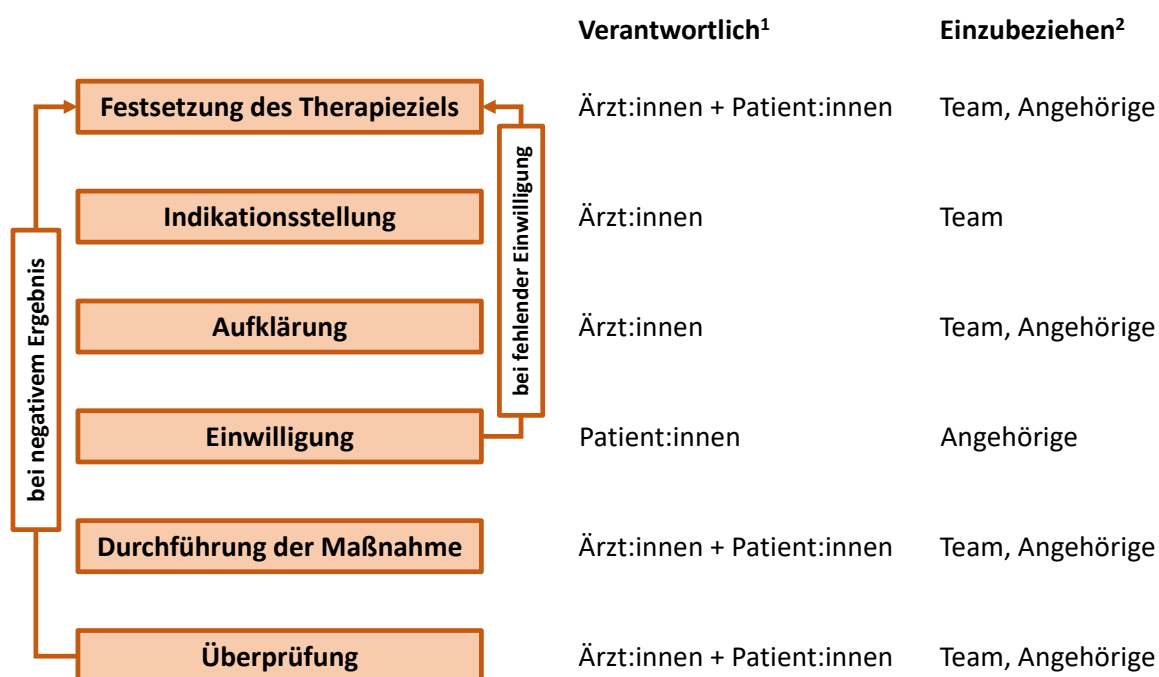 Verantwortlich¹ Einzubeziehen²
Festsetzung des Therapieziels Ärzt:innen + Patient:innen Team, Angehörige
Indikationsstellung Ärzt:innen Team
Aufklärung Ärzt:innen Team, Angehörige
Einwilligung Patient:innen Angehörige
Durchführung der Maßnahme Ärzt:innen + Patient:innen Team, Angehörige
Überprüfung Ärzt:innen + Patient:innen Team, Angehörige
bei negativem Ergebnis
bei fehlender Einwilligung